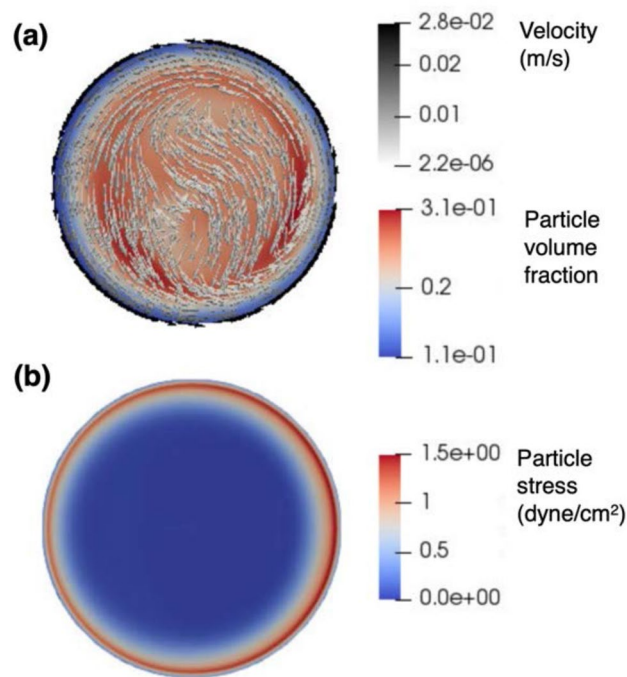 (a)
2.8e-02
Velocity
(m/s)
0.02
0.01
2.2e-06
3.1e-01
Particle
volume
fraction
0.2
1.1e-01
(b)
1.5e+00
Particle
stress
(dyne/cm²)
1
0.5
0.0e+00